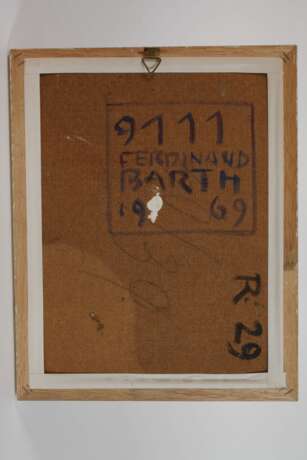 9111
FERDINAND
BARTH
19 69
R. 29